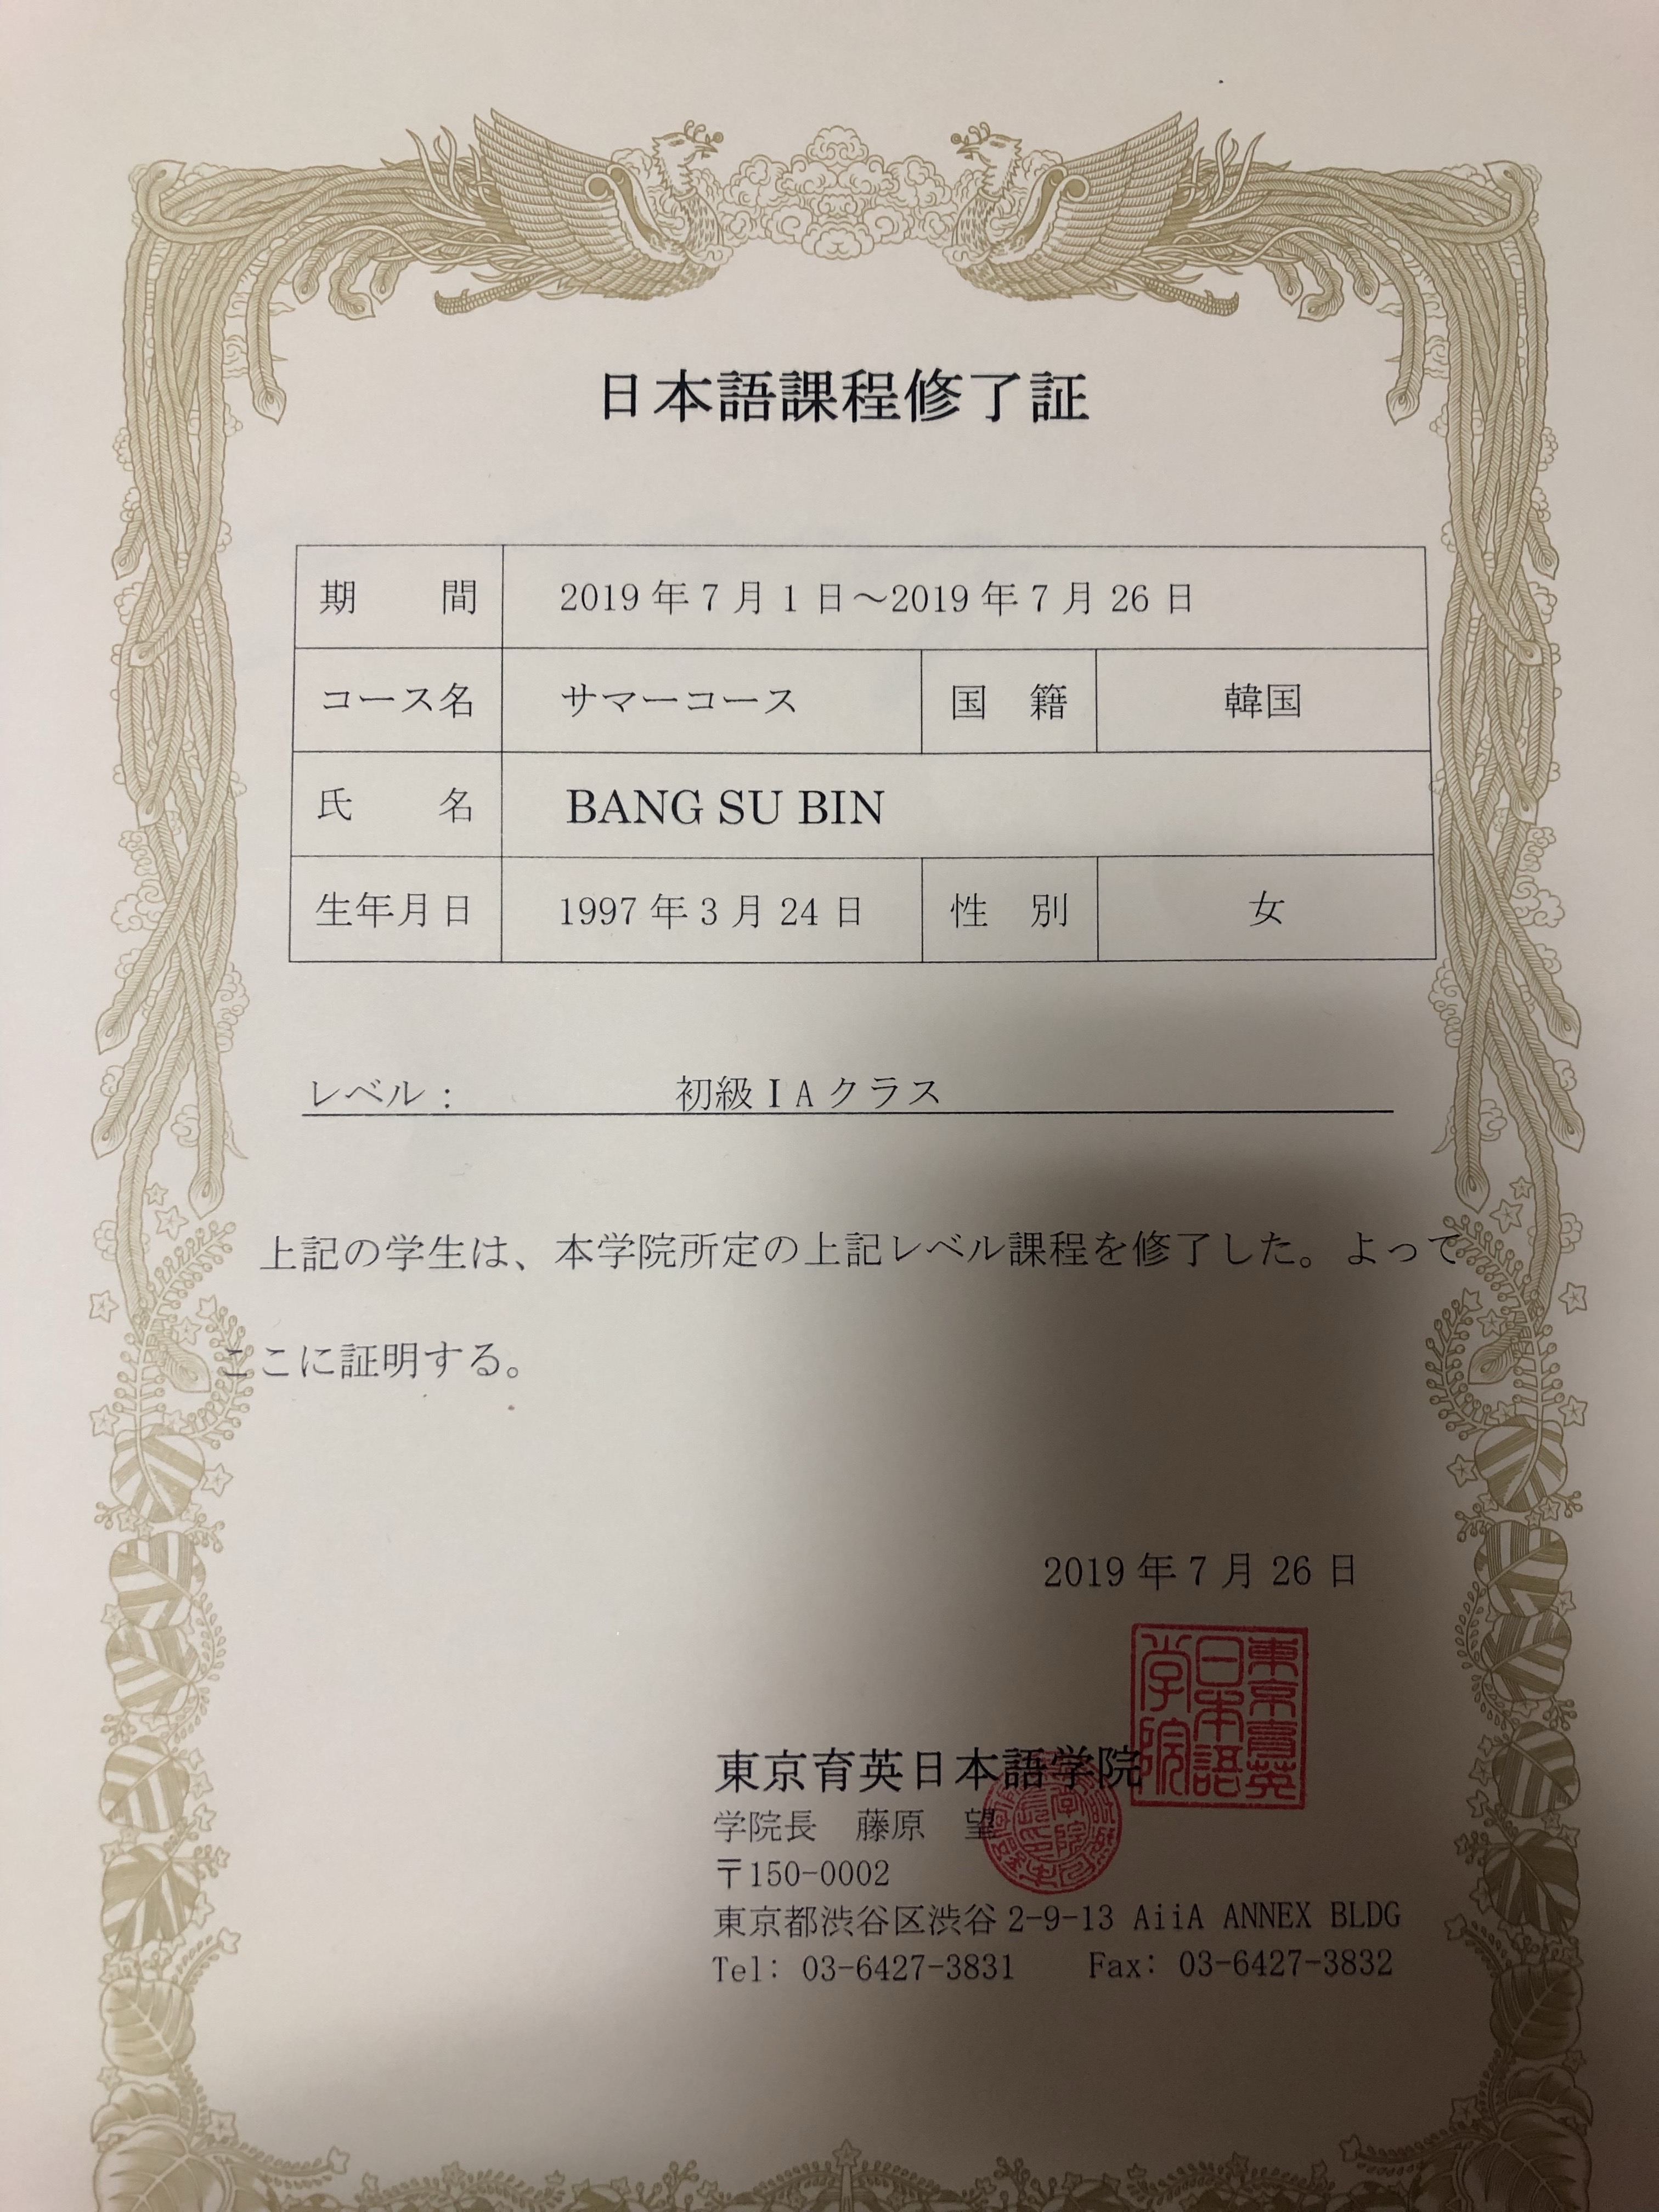 日本語課程修了証
期 間 2019年7月1日～2019年7月26日
コース名 サマーコース 国 籍 韓国
氏 名 BANG SU BIN
生年月日 1997年3月24日 性 別 女
レベル： 初級ⅠAクラス
上記の学生は、本学院所定の上記レベル課程を修了した。よって
ここに証明する。
2019年7月26日
東京育英日本語学院
東京育英日本語学院
学院長 藤原 望
〒150-0002
東京都渋谷区渋谷2-9-13 AiiA ANNEX BLDG
Tel: 03-6427-3831 Fax: 03-6427-3832